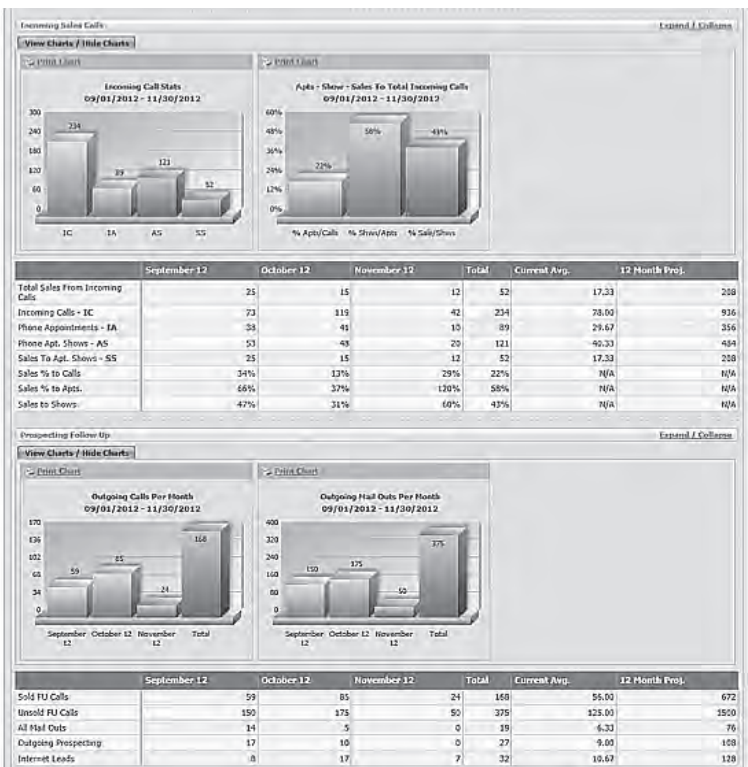 Incoming Sales Calls Expand / Collapse
View Charts / Hide Charts
Print Chart
Incoming Call Stats
09/01/2012 - 11/30/2012
300
240
180
120
60
0
234
89
121
52
IC IA AS SS
Print Chart
Apts - Show - Sales To Total Incoming Calls
09/01/2012 - 11/30/2012
60%
48%
36%
24%
12%
0%
22%
58%
43%
% Apts/Calls % Shws/Apts % Sale/Shws
September 12 October 12 November 12 Total Current Avg. 12 Month Proj.
Total Sales From Incoming
Calls 25 15 12 52 17.33 208
Incoming Calls - IC 73 119 42 234 78.00 936
Phone Appointments - IA 38 41 10 89 29.67 356
Phone Apt. Shows - AS 53 48 20 121 40.33 484
Sales To Apt. Shows - SS 25 15 12 52 17.33 208
Sales % to Calls 34% 13% 29% 22% N/A N/A
Sales % to Apts. 66% 37% 120% 58% N/A N/A
Sales to Shows 47% 31% 60% 43% N/A N/A
Prospecting Follow Up Expand / Collapse
View Charts / Hide Charts
Print Chart
Outgoing Calls Per Month
09/01/2012 - 11/30/2012
170
136
102
68
34
0
59
85
24
168
September October 12 November Total
12 12
Print Chart
Outgoing Mail Outs Per Month
09/01/2012 - 11/30/2012
400
320
240
160
80
0
150
175
50
375
September October 12 November Total
12 12
September 12 October 12 November 12 Total Current Avg. 12 Month Proj.
Sold FU Calls 59 85 24 168 56.00 672
Unsold FU Calls 150 175 50 375 125.00 1500
All Mail Outs 14 5 0 19 6.33 76
Outgoing Prospecting 17 10 0 27 9.00 108
Internet Leads 8 17 7 32 10.67 128